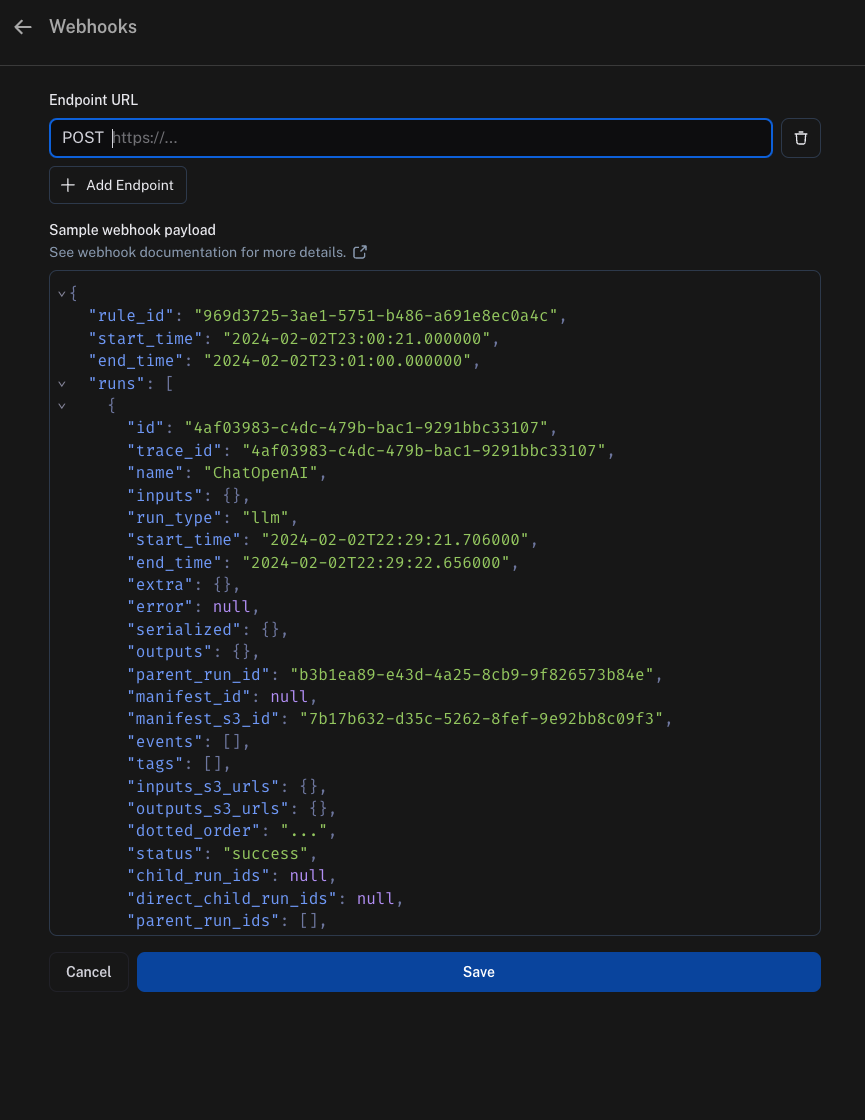 Webhooks
Endpoint URL
POST https://...
Add Endpoint
Sample webhook payload
See webhook documentation for more details.
{
"rule_id": "969d3725-3ae1-5751-b486-a691e8ec0a4c",
"start_time": "2024-02-02T23:00:21.000000",
"end_time": "2024-02-02T23:01:00.000000",
"runs": [
{
"id": "4af03983-c4dc-479b-bac1-9291bbc33107",
"trace_id": "4af03983-c4dc-479b-bac1-9291bbc33107",
"name": "ChatOpenAI",
"inputs": {},
"run_type": "llm",
"start_time": "2024-02-02T22:29:21.706000",
"end_time": "2024-02-02T22:29:22.656000",
"extra": {},
"error": null,
"serialized": {},
"outputs": {},
"parent_run_id": "b3b1ea89-e43d-4a25-8cb9-9f826573b84e",
"manifest_id": null,
"manifest_s3_id": "7b17b632-d35c-5262-8fef-9e92bb8c09f3",
"events": [],
"tags": [],
"inputs_s3_urls": {},
"outputs_s3_urls": {},
"dotted_order": "...",
"status": "success",
"child_run_ids": null,
"direct_child_run_ids": null,
"parent_run_ids": [],
Cancel
Save